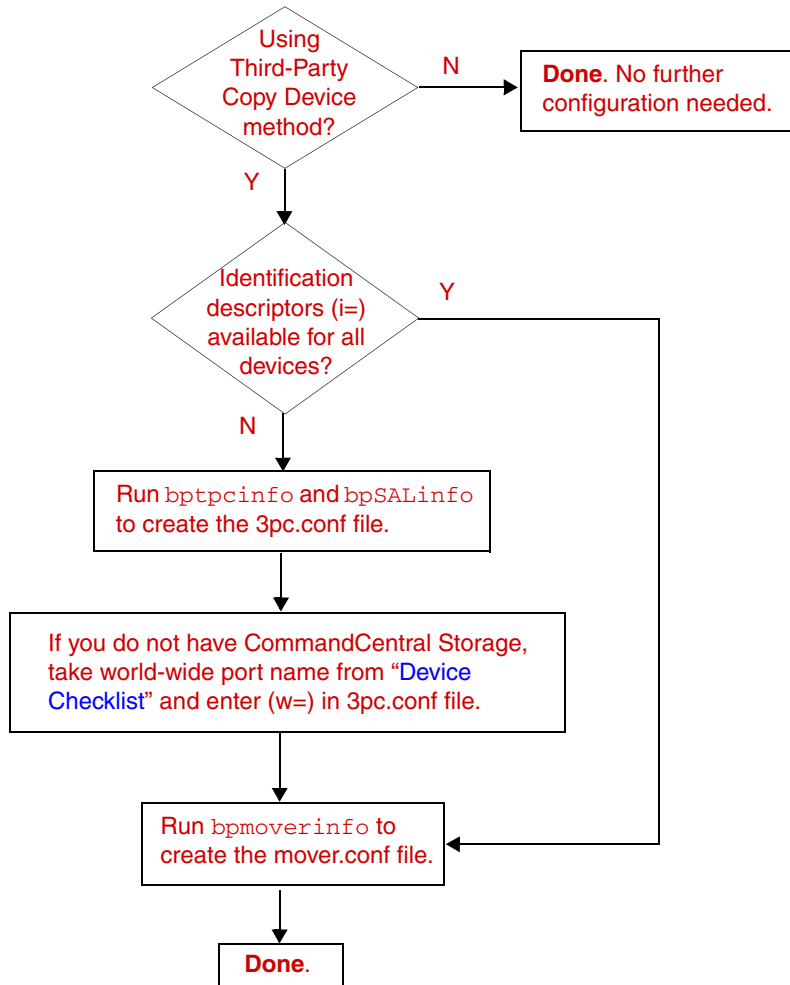 Using
Third-Party
Copy Device
method?
N
Done. No further
configuration needed.
Y
Identification
descriptors (i=)
available for all
devices?
Y
N
Run bptpcinfo and bpSALinfo
to create the 3pc.conf file.
If you do not have CommandCentral Storage,
take world-wide port name from “Device
Checklist” and enter (w=) in 3pc.conf file.
Run bpmoverinfo to
create the mover.conf file.
Done.